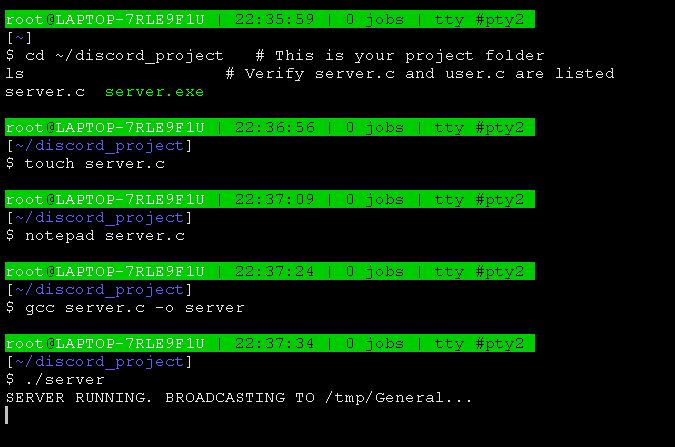 root@LAPTOP-7RLE9F1U | 22:35:59 | 0 jobs | tty #pty2
[~]
$ cd ~/discord_project   # This is your project folder
ls                    # Verify server.c and user.c are listed
server.c  server.exe
root@LAPTOP-7RLE9F1U | 22:36:56 | 0 jobs | tty #pty2
[~/discord_project]
$ touch server.c
root@LAPTOP-7RLE9F1U | 22:37:09 | 0 jobs | tty #pty2
[~/discord_project]
$ notepad server.c
root@LAPTOP-7RLE9F1U | 22:37:24 | 0 jobs | tty #pty2
[~/discord_project]
$ gcc server.c -o server
root@LAPTOP-7RLE9F1U | 22:37:34 | 0 jobs | tty #pty2
[~/discord_project]
$ ./server
SERVER RUNNING. BROADCASTING TO /tmp/General...